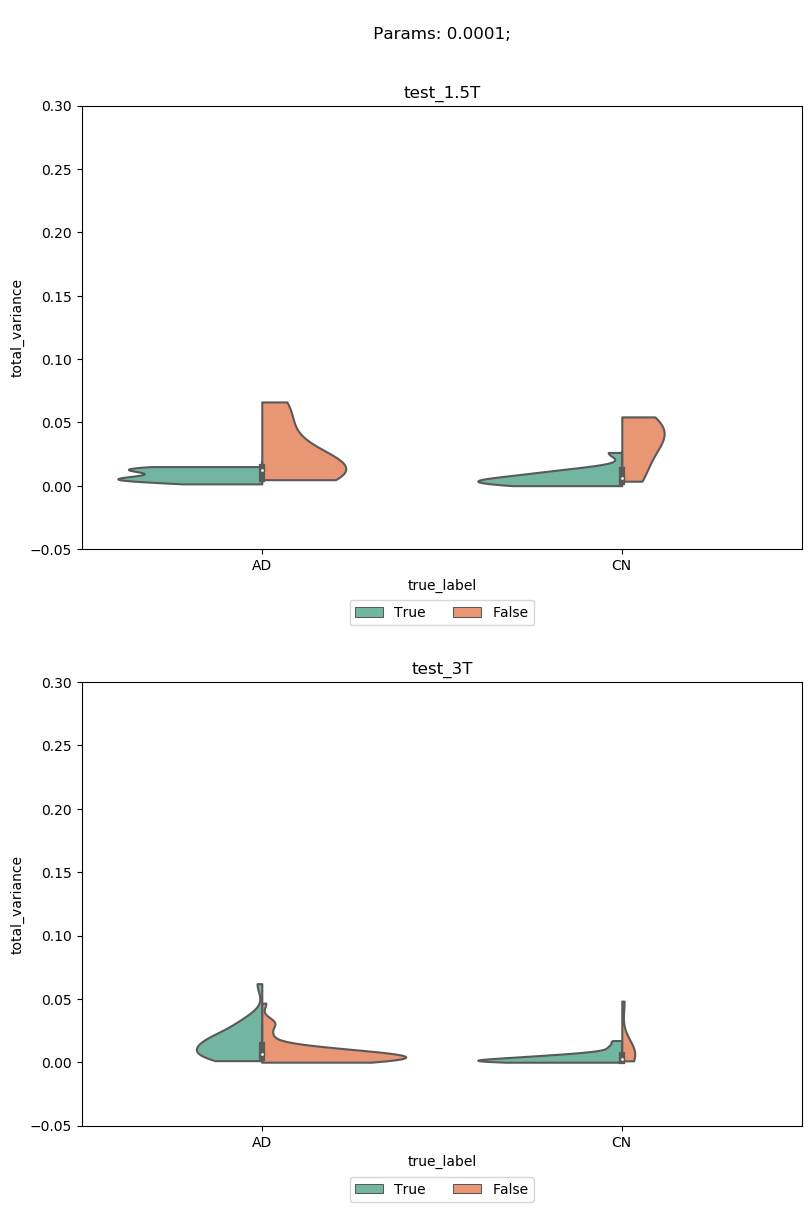 Params: 0.0001;
test_1.5T
0.30
0.25
0.20
0.15
0.10
0.05
0.00
−0.05
total_variance
AD CN
true_label
True False
test_3T
0.30
0.25
0.20
0.15
0.10
0.05
0.00
−0.05
total_variance
AD CN
true_label
True False